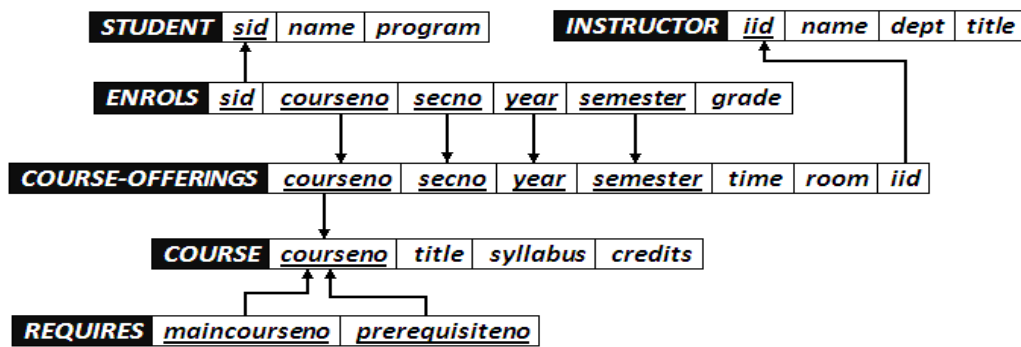 STUDENT sid name program
INSTRUCTOR iid name dept title
ENROLS sid courseno secno year semester grade
COURSE-OFFERINGS courseno secno year semester time room iid
COURSE courseno title syllabus credits
REQUIRES maincourseno prerequisiteno